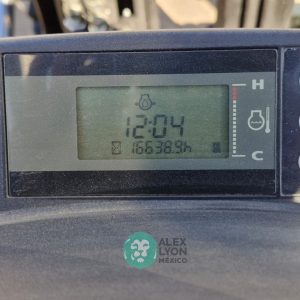 H
12:04
16638.9h
C
ALEX
LYON
MÉXICO